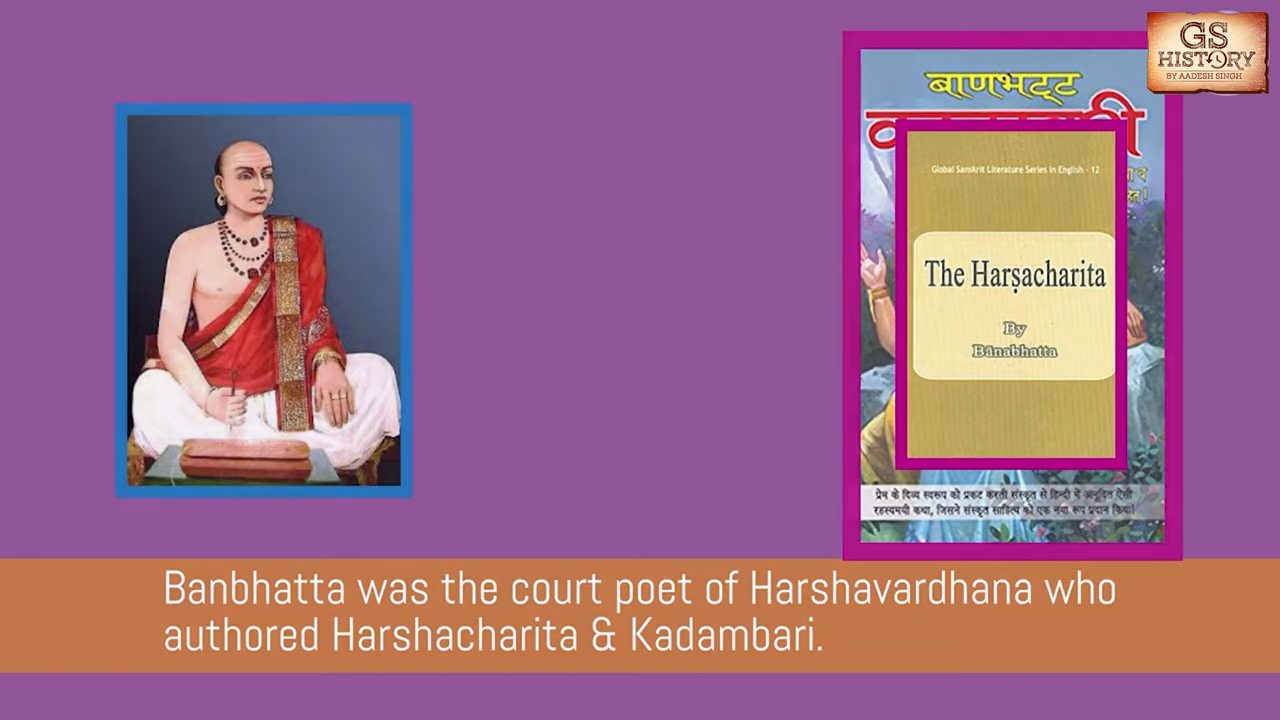 GS
HISTORY
BY AADESH SINGH
बाणभट्ट
Global Sanskrit Literature Series in English - 12
The Harṣacharita
By
Bānabhatta
प्रेम के दिव्य स्वरूप को प्रकट करती संस्कृत से हिन्दी में अनूदित ऐसी
रहस्यमयी कथा, जिसने संस्कृत साहित्य को एक नया रूप प्रदान किया!
Banbhatta was the court poet of Harshavardhana who
authored Harshacharita & Kadambari.